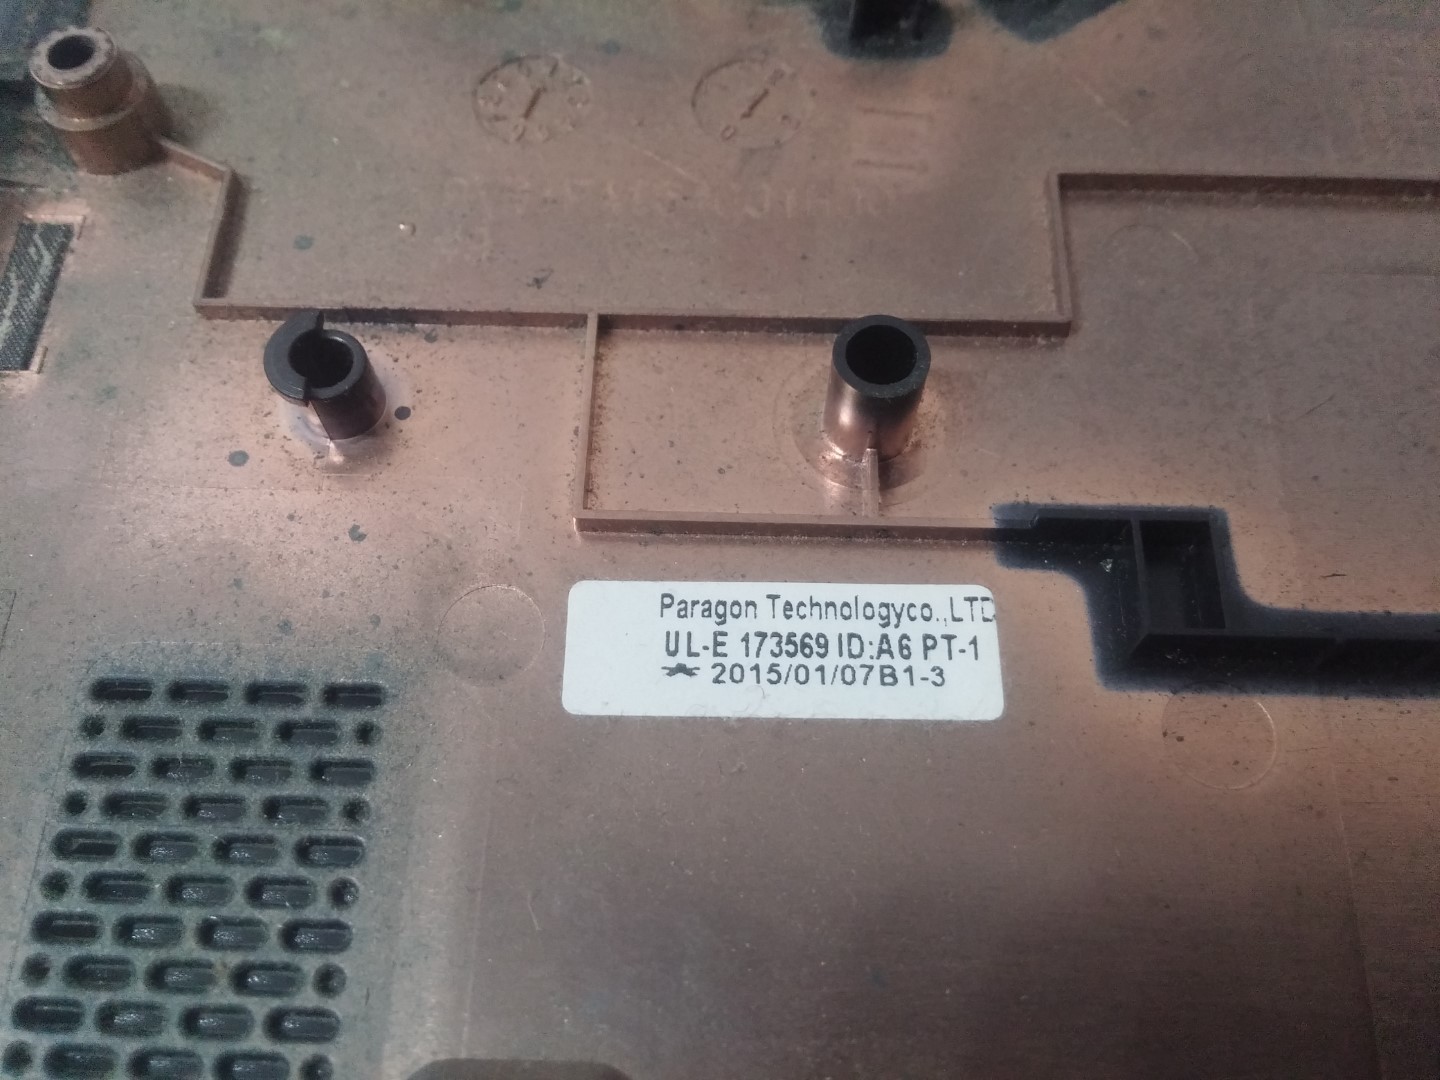 Paragon Technologyco.,LTD
UL-E 173569 ID:A6 PT-1
2015/01/07B1-3